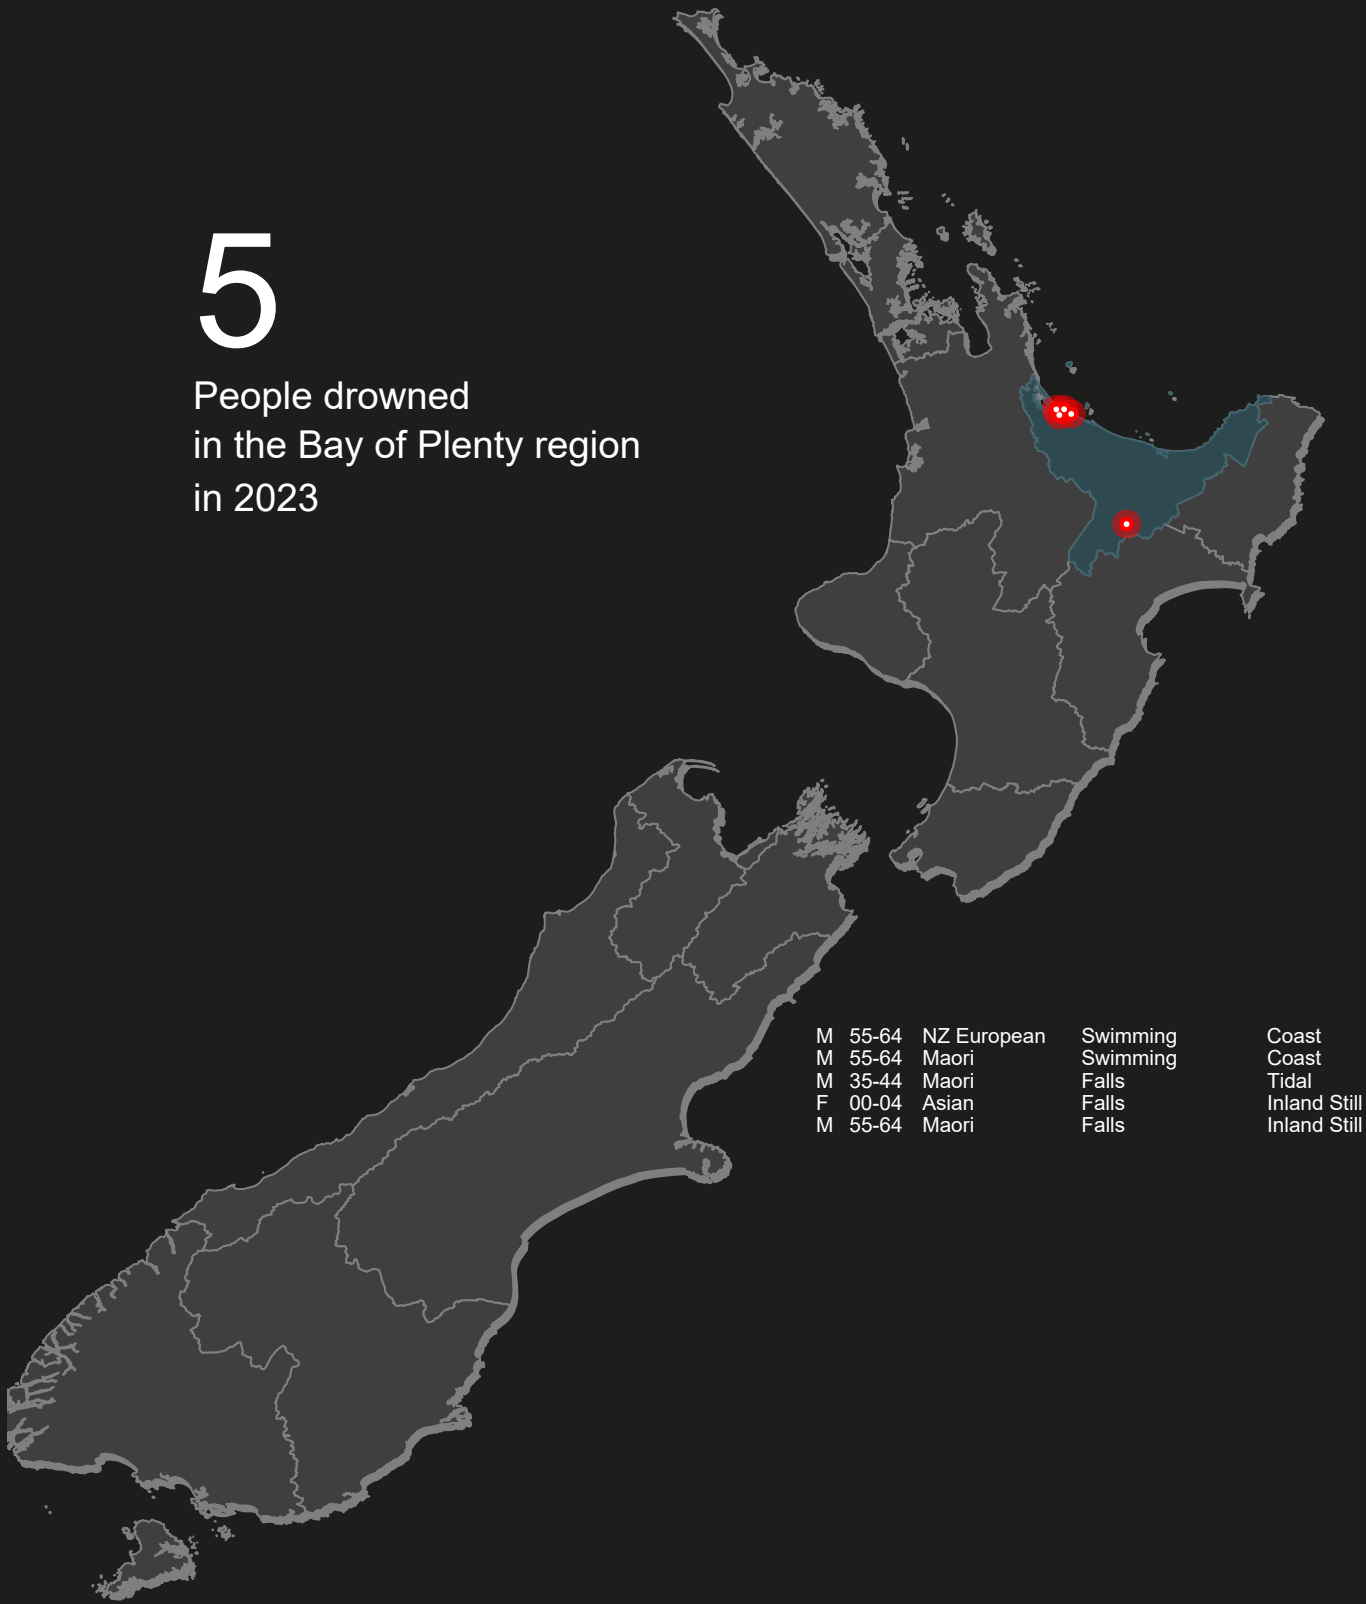 5
People drowned
in the Bay of Plenty region
in 2023
M 55-64 NZ European Swimming Coast
M 55-64 Maori Swimming Coast
M 35-44 Maori Falls Tidal
F 00-04 Asian Falls Inland Still
M 55-64 Maori Falls Inland Still